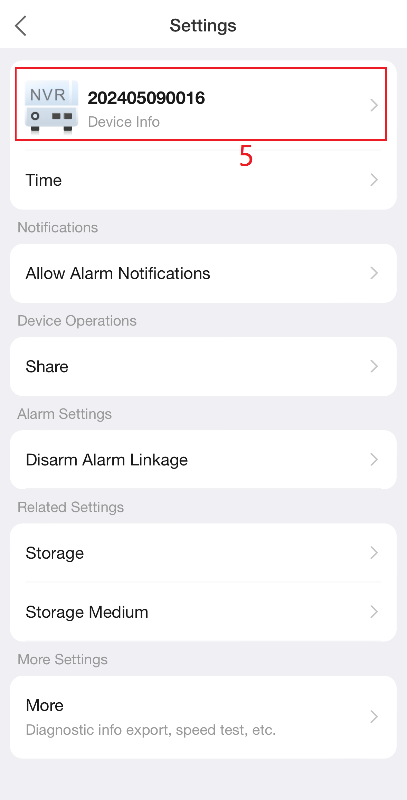 Settings
NVR
202405090016
Device Info
5
Time
Notifications
Allow Alarm Notifications
Device Operations
Share
Alarm Settings
Disarm Alarm Linkage
Related Settings
Storage
Storage Medium
More Settings
More
Diagnostic info export, speed test, etc.